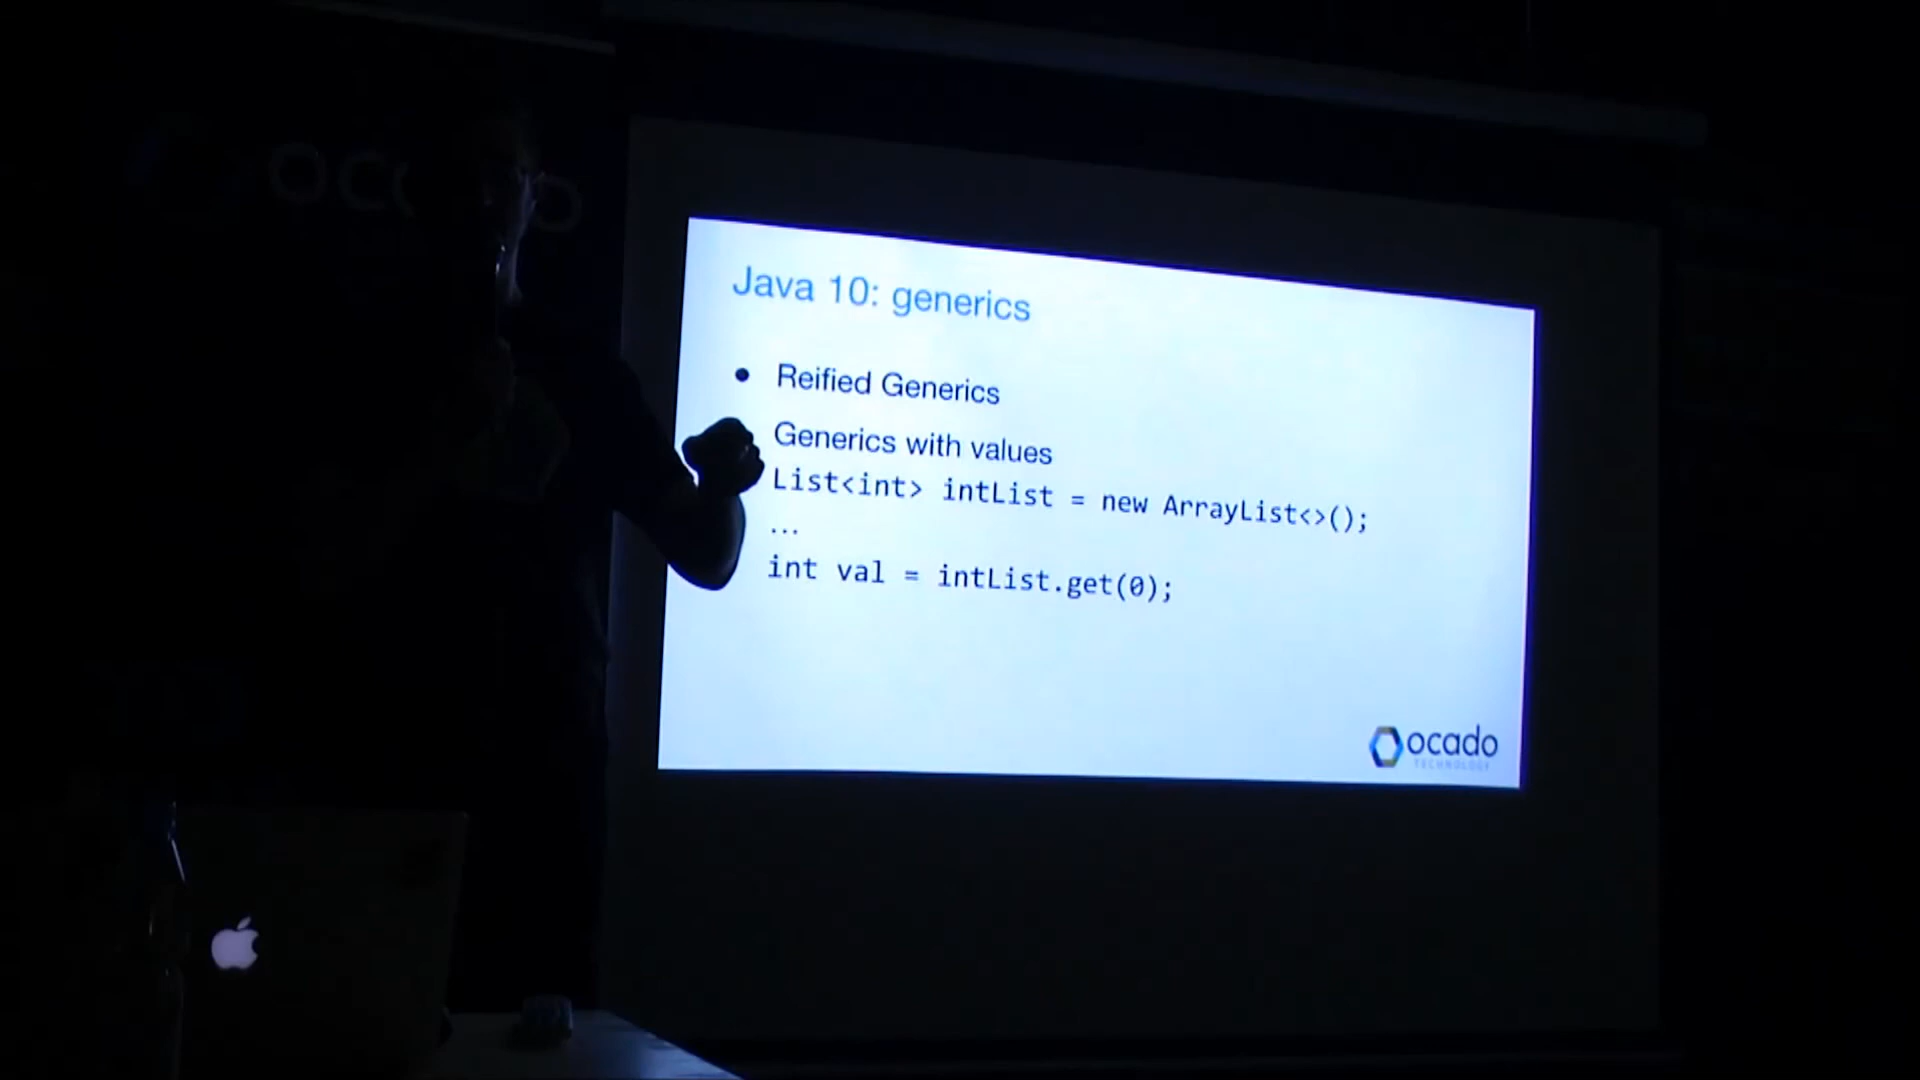 Java 10: generics
Reified Generics
Generics with values
List<int> intList = new ArrayList<>();
...
int val = intList.get(0);
ocado
TECHNOLOGY